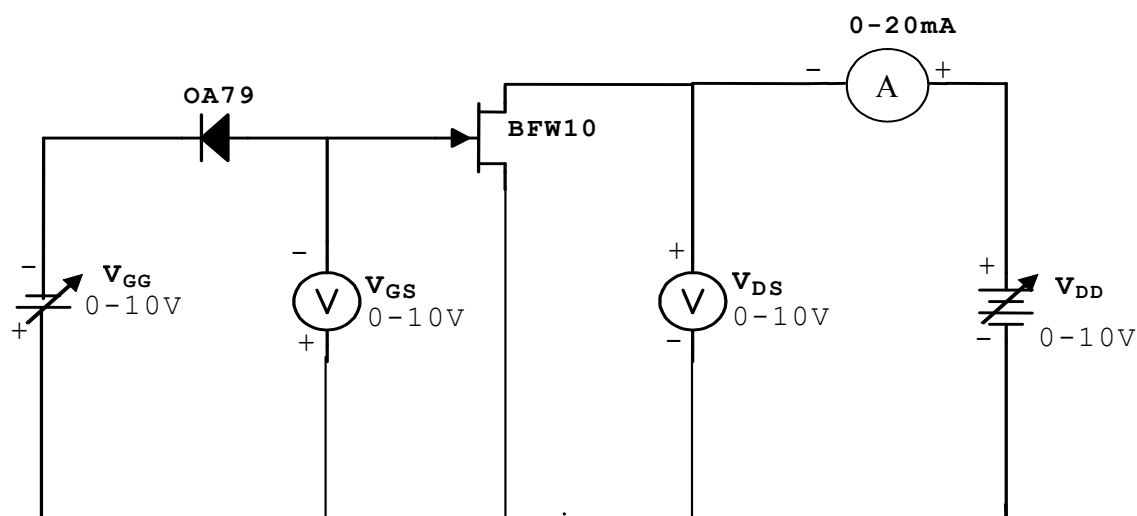 0-20mA
- A +
OA79
BFW10
- V_GG
0-10V
+
- V_GS
V 0-10V
+
+ V_DS
V 0-10V
-
+ V_DD
0-10V
-